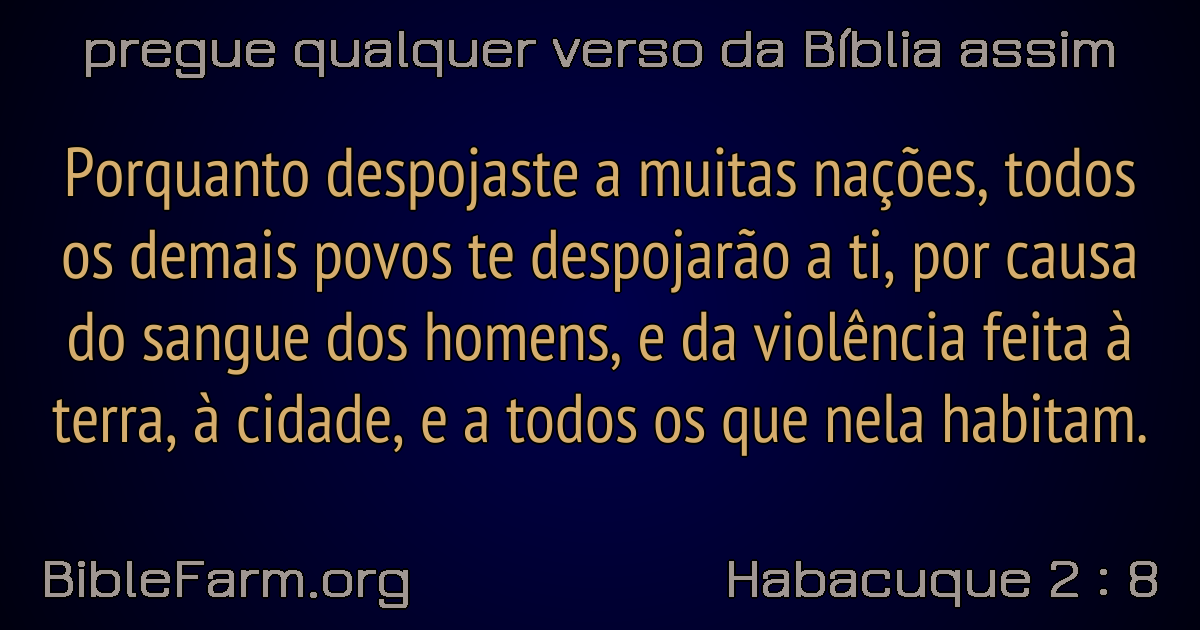 pregue qualquer verso da Bíblia assim
Porquanto despojaste a muitas nações, todos
os demais povos te despojarão a ti, por causa
do sangue dos homens, e da violência feita à
terra, à cidade, e a todos os que nela habitam.
BibleFarm.org
Habacuque 2 : 8